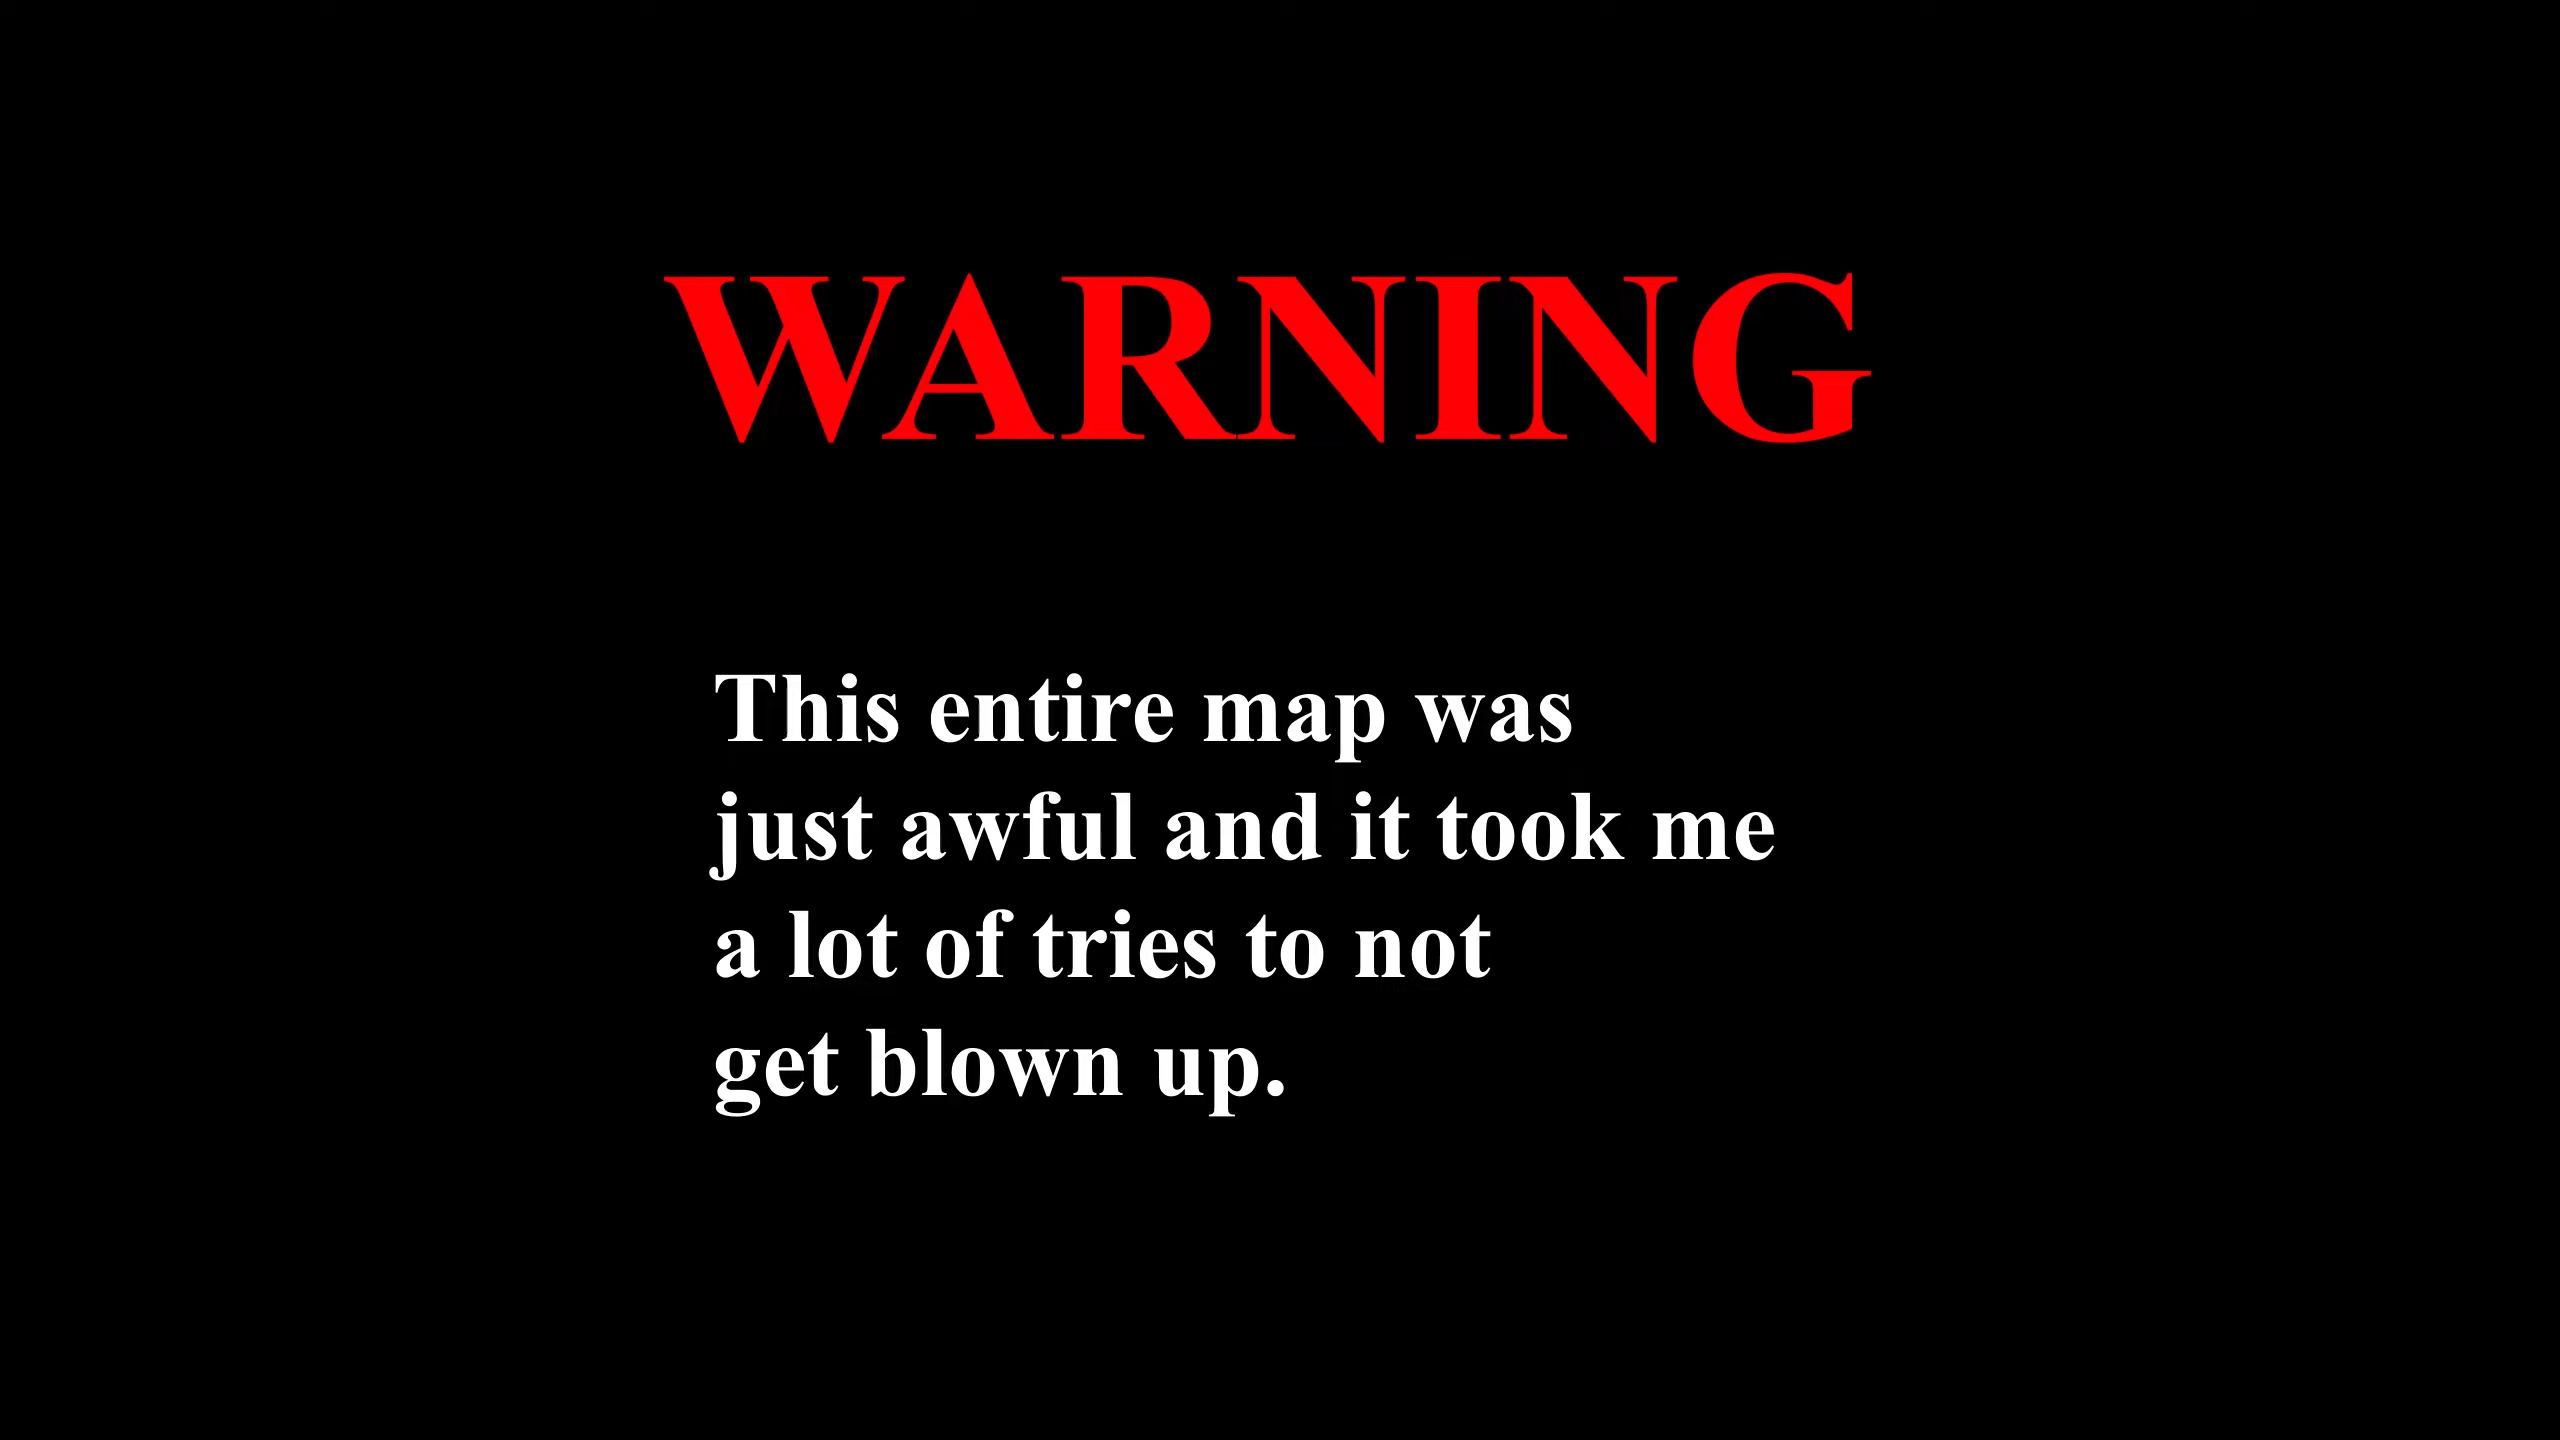 WARNING
This entire map was
just awful and it took me
a lot of tries to not
get blown up.